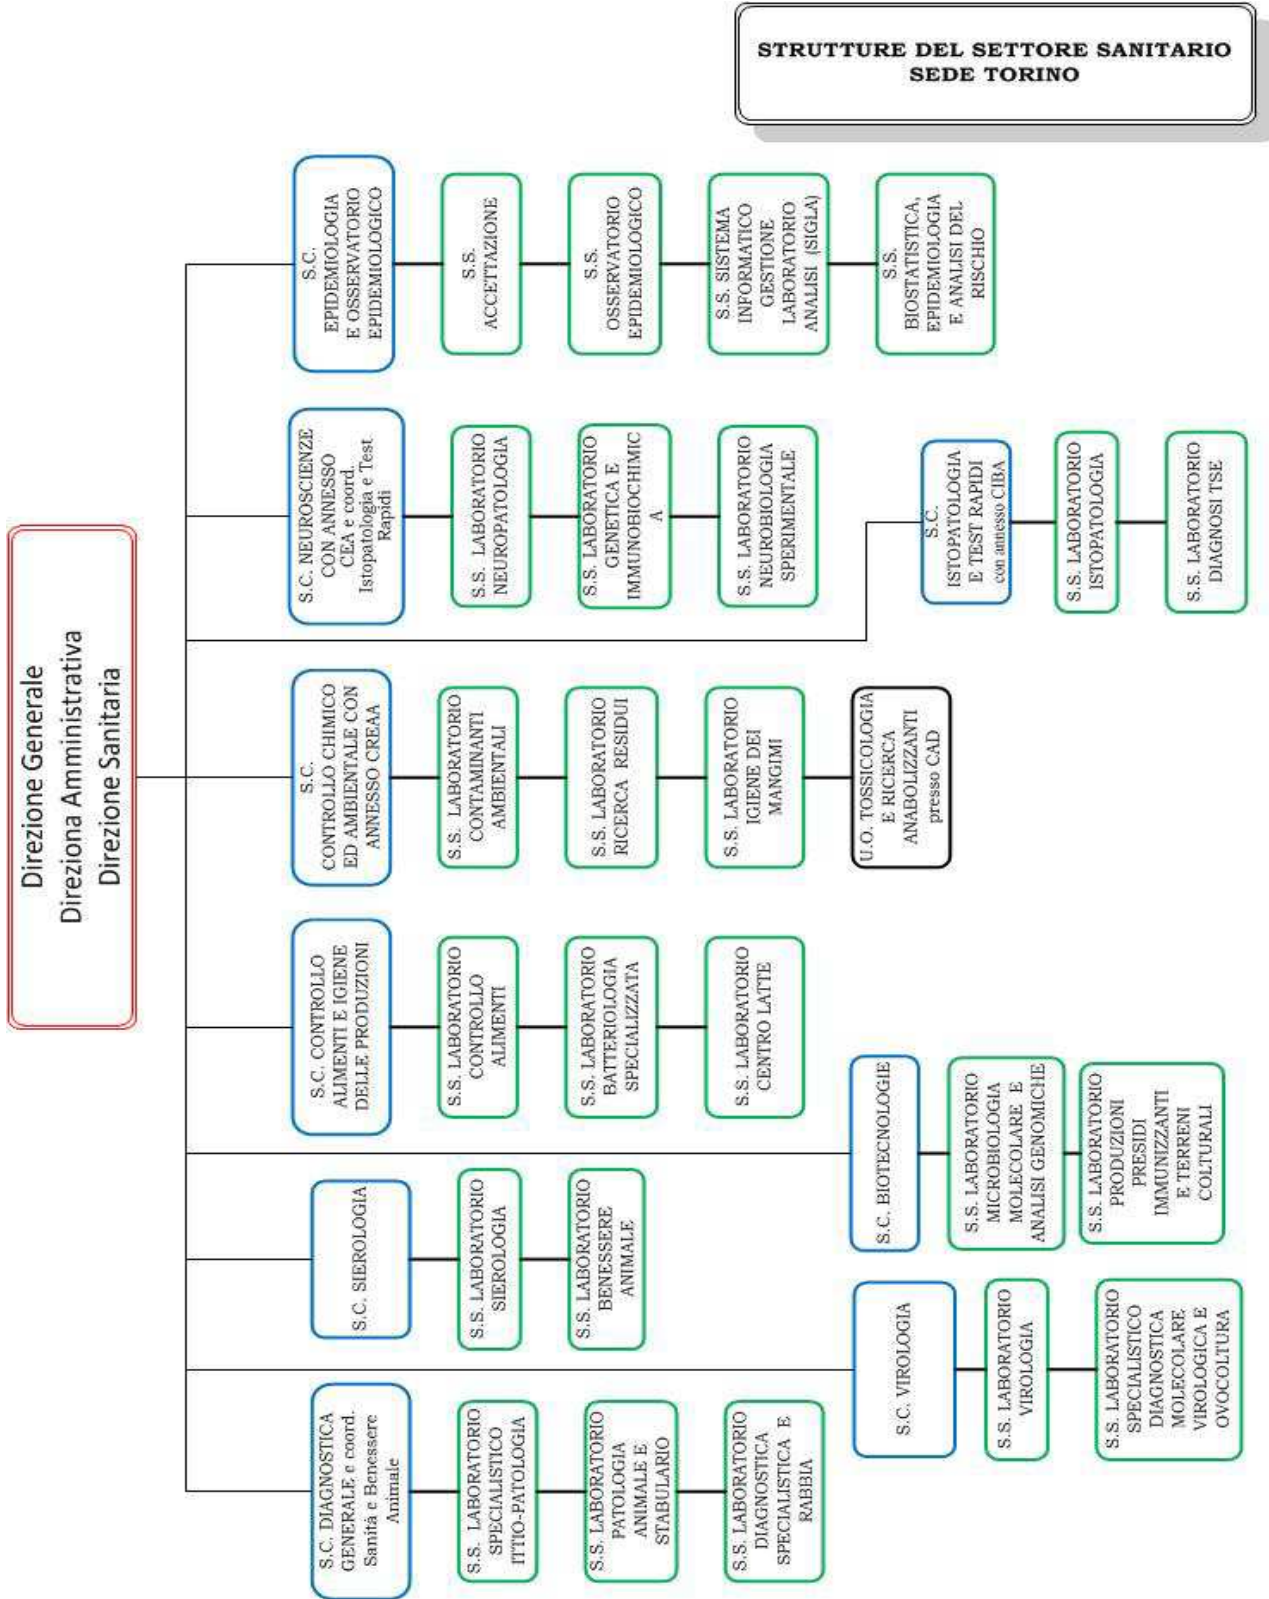 STRUTTURE DEL SETTORE SANITARIO
SEDE TORINO
Direzione Generale
Direziona Amministrativa
Direzione Sanitaria
S.C. DIAGNOSTICA
GENERALE e coord.
Sanità e Benessere
Animale
S.S. LABORATORIO
SPECIALISTICO
ITTIO-PATOLOGIA
S.S. LABORATORIO
PATOLOGIA
ANIMALE E
STABULARIO
S.S. LABORATORIO
DIAGNOSTICA
SPECIALISTICA E
RABBIA
S.C. VIROLOGIA
S.S. LABORATORIO
VIROLOGIA
S.S. LABORATORIO
SPECIALISTICO
DIAGNOSTICA
MOLECOLARE
VIROLOGICA E
OVOCOLTURA
S.C. SIEROLOGIA
S.S. LABORATORIO
SIEROLOGIA
S.S. LABORATORIO
BENESSERE
ANIMALE
S.C. BIOTECNOLOGIE
S.S. LABORATORIO
MICROBIOLOGIA
MOLECOLARE E
ANALISI GENOMICHE
S.S. LABORATORIO
PRODUZIONI
PRESIDI
IMMUNIZZANTI
E TERRENI
COLTURALI
S.C. CONTROLLO
ALIMENTI E IGIENE
DELLE PRODUZIONI
S.S. LABORATORIO
CONTROLLO
ALIMENTI
S.S. LABORATORIO
BATTERIOLOGIA
SPECIALIZZATA
S.S. LABORATORIO
CENTRO LATTE
S.C.
CONTROLLO CHIMICO
ED AMBIENTALE CON
ANNESSO CREAA
S.S. LABORATORIO
CONTAMINANTI
AMBIENTALI
S.S. LABORATORIO
RICERCA RESIDUI
S.S. LABORATORIO
IGIENE DEI
MANGIMI
U.O. TOSSICOLOGIA
E RICERCA
ANABOLIZZANTI
presso CAD
S.C. NEUROSCIENZE
CON ANNESSO
CEA e coord.
Istopatologia e Test
Rapidi
S.S. LABORATORIO
NEUROPATOLOGIA
S.S. LABORATORIO
GENETICA E
IMMUNOBIOCHIMIC
A
S.S. LABORATORIO
NEUROBIOLOGIA
SPERIMENTALE
S.C.
ISTOPATOLOGIA
E TEST RAPIDI
con annesso CIBA
S.S. LABORATORIO
ISTOPATOLOGIA
S.S. LABORATORIO
DIAGNOSI TSE
S.C.
EPIDEMIOLOGIA
E OSSERVATORIO
EPIDEMIOLOGICO
S.S.
ACCETTAZIONE
S.S.
OSSERVATORIO
EPIDEMIOLOGICO
S.S. SISTEMA
INFORMATICO
GESTIONE
LABORATORIO
ANALISI (SIGLA)
S.S.
BIOSTATISTICA,
EPIDEMIOLOGIA
E ANALISI DEL
RISCHIO